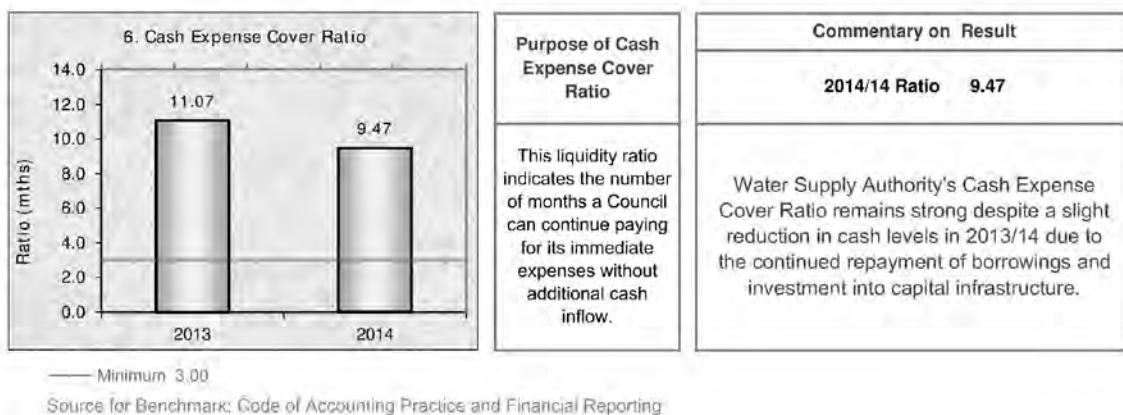 6. Cash Expense Cover Ratio
14.0
12.0
10.0
8.0
6.0
4.0
2.0
0.0
Ratio (mths)
11.07
9.47
2013
2014
Minimum 3.00
Source for Benchmark: Code of Accounting Practice and Financial Reporting
Purpose of Cash
Expense Cover
Ratio
This liquidity ratio
indicates the number
of months a Council
can continue paying
for its immediate
expenses without
additional cash
inflow.
Commentary on Result
2014/14 Ratio 9.47
Water Supply Authority's Cash Expense
Cover Ratio remains strong despite a slight
reduction in cash levels in 2013/14 due to
the continued repayment of borrowings and
investment into capital infrastructure.